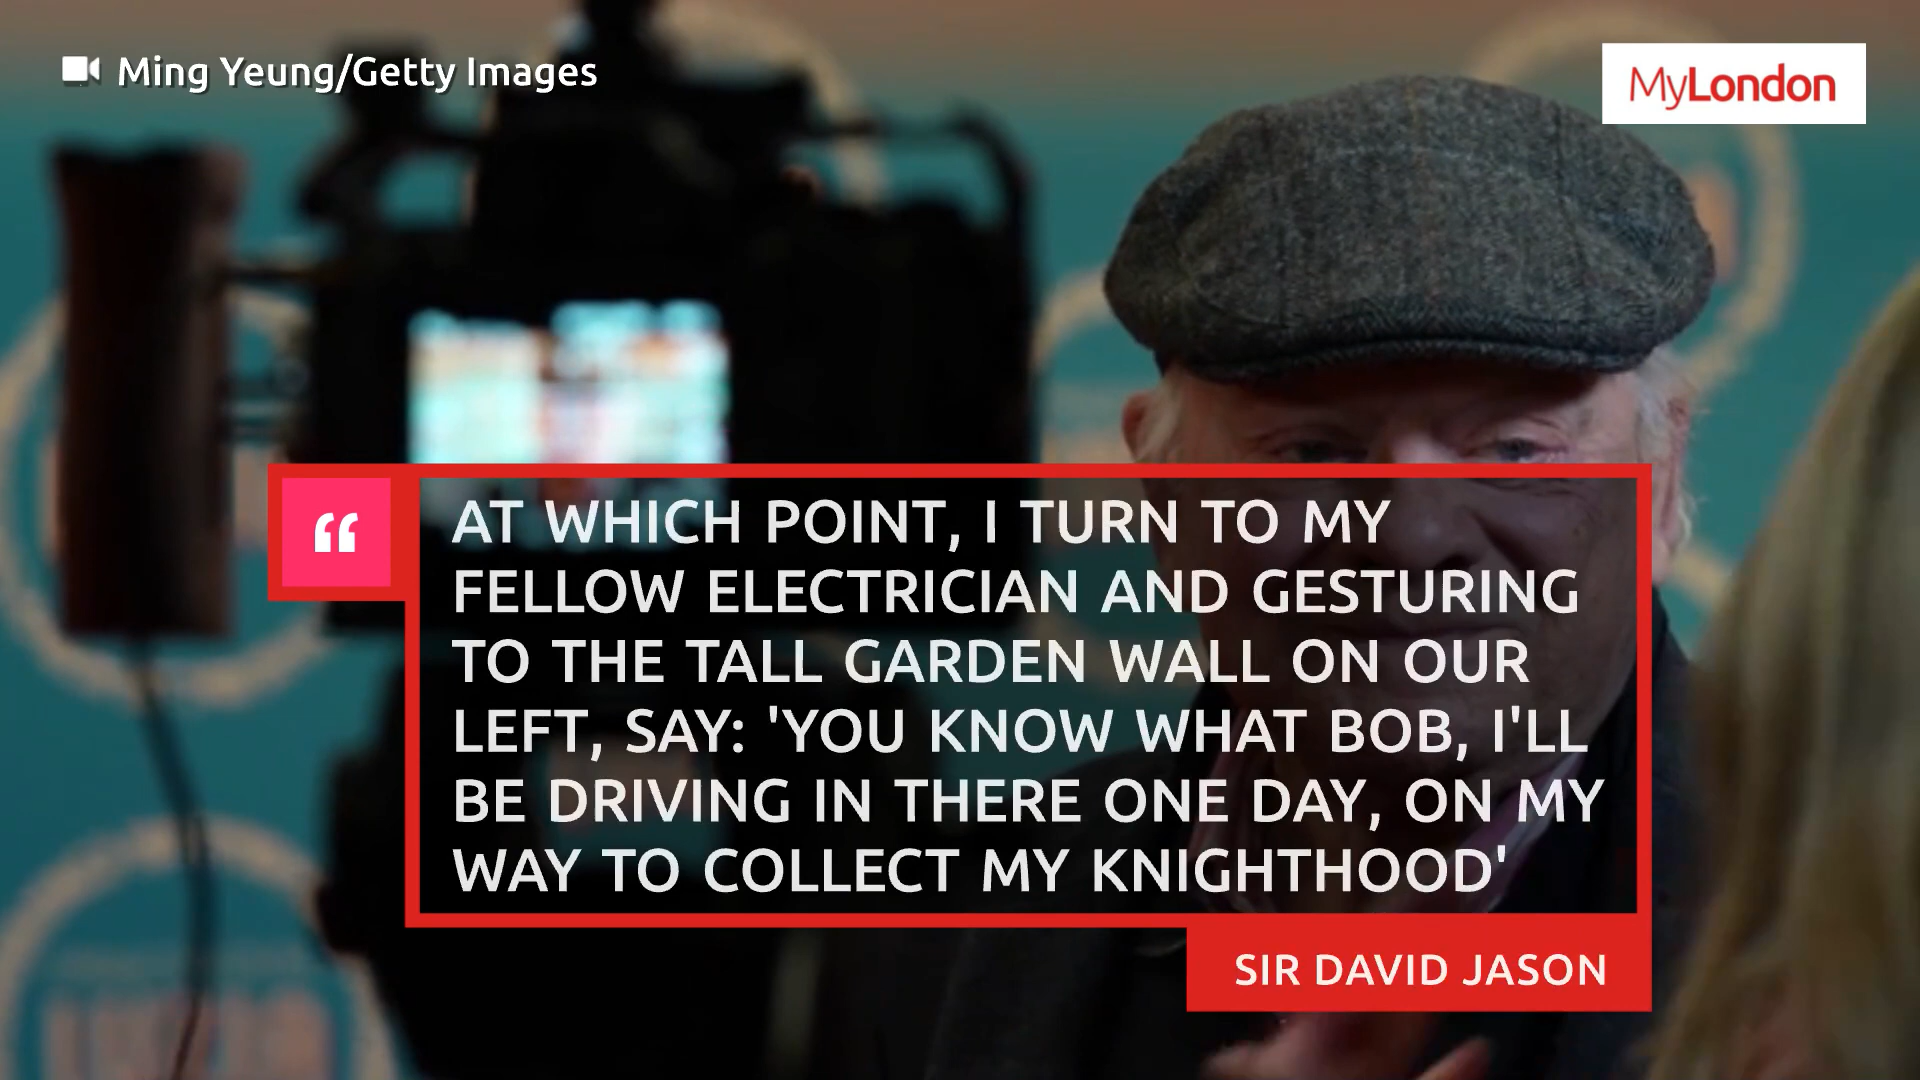 Ming Yeung/Getty Images
MyLondon
“
AT WHICH POINT, I TURN TO MY
FELLOW ELECTRICIAN AND GESTURING
TO THE TALL GARDEN WALL ON OUR
LEFT, SAY: 'YOU KNOW WHAT BOB, I'LL
BE DRIVING IN THERE ONE DAY, ON MY
WAY TO COLLECT MY KNIGHTHOOD'
SIR DAVID JASON